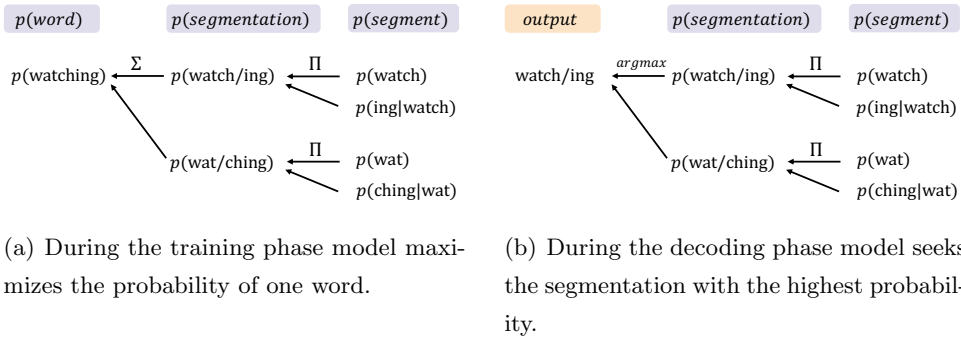 p(word) p(segmentation) p(segment) output p(segmentation) p(segment)
p(watching) Σ p(watch/ing) Π p(watch) watch/ing argmax p(watch/ing) Π p(watch)
p(ing|watch) p(ing|watch)
p(wat/ching) Π p(wat) p(wat/ching) Π p(wat)
p(ching|wat) p(ching|wat)
(a) During the training phase model maxi-
mizes the probability of one word.
(b) During the decoding phase model seeks
the segmentation with the highest probabil-
ity.